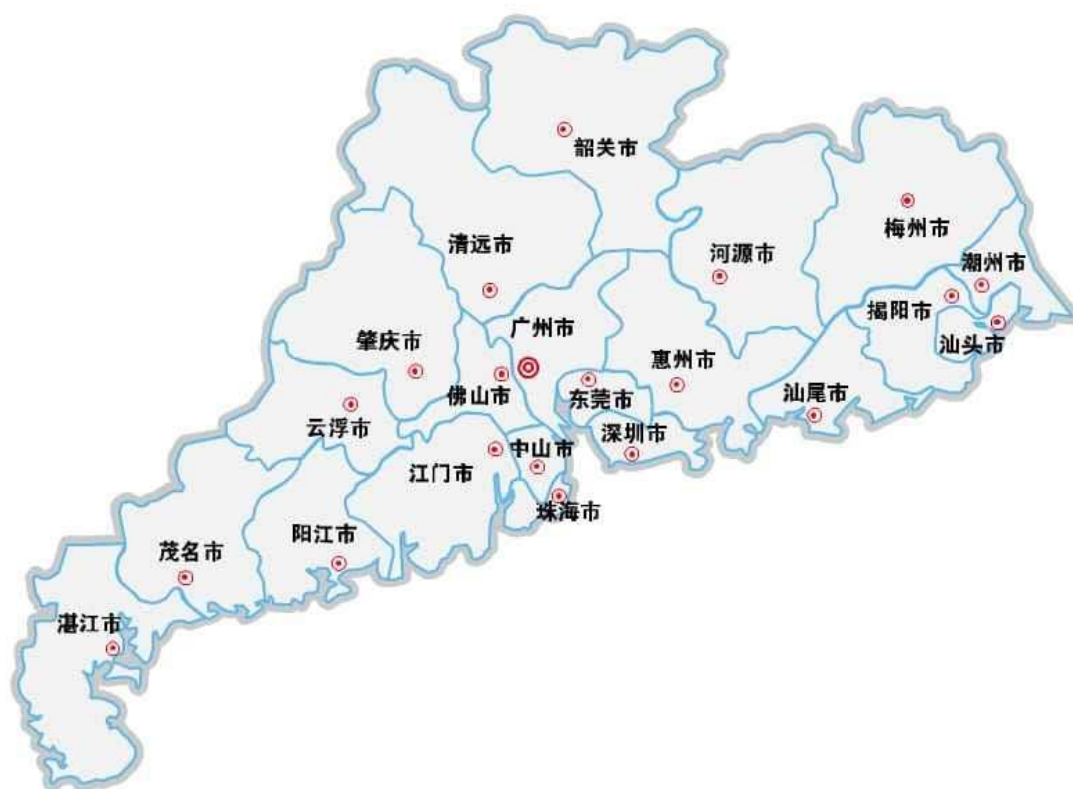 韶关市
梅州市
清远市
河源市
潮州市
揭阳市
广州市
肇庆市
汕头市
惠州市
佛山市
东莞市
汕尾市
云浮市
深圳市
中山市
江门市
珠海市
阳江市
茂名市
湛江市